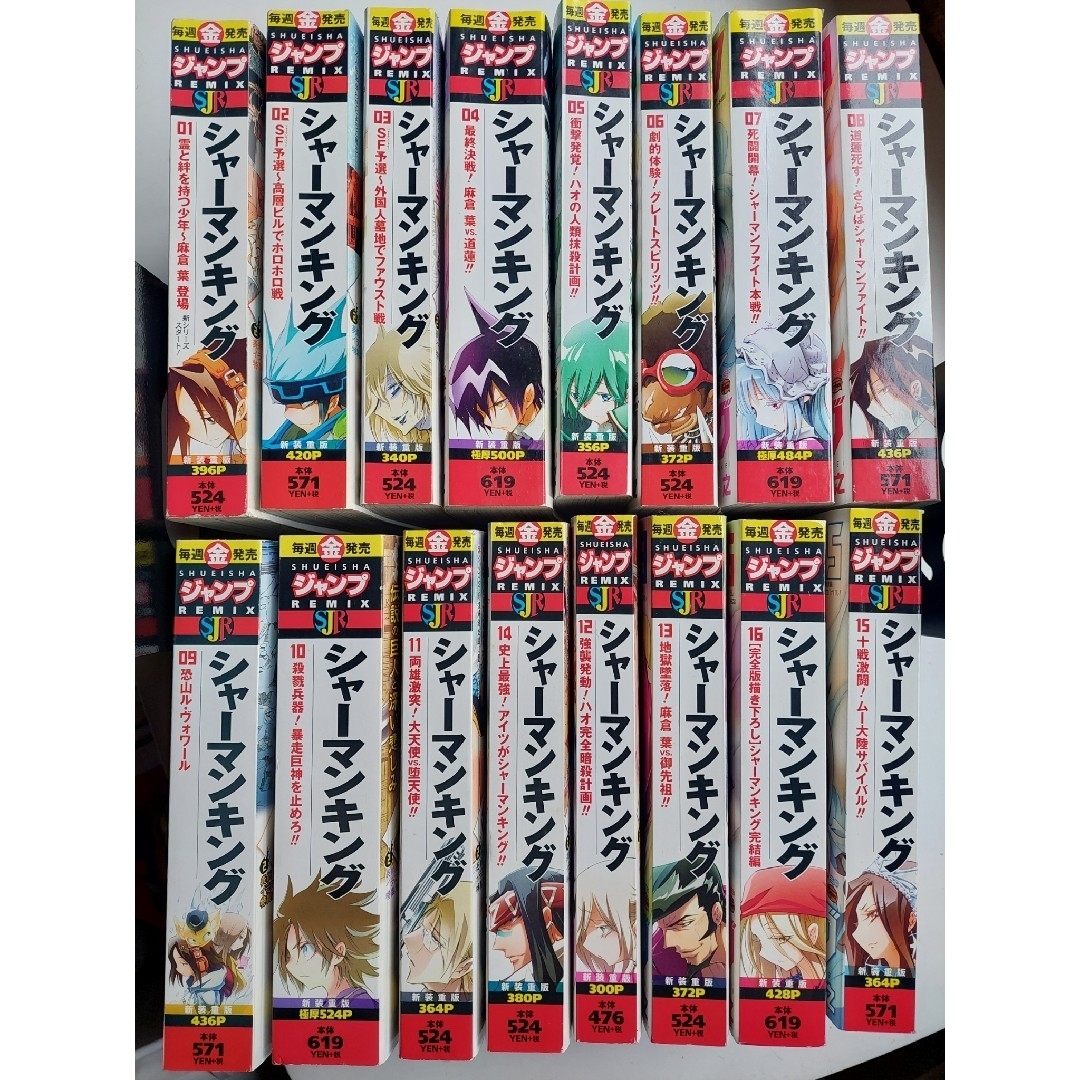 毎週 金 発売
SHUEISHA
ジャンプ
REMIX
SJR
シャーマンキング
01 霊と絆を持つ少年～麻倉 葉 登場
新シリーズスタート!
新装重版
396P
本体
524
YEN+税
毎週 金 発売
SHUEISHA
ジャンプ
REMIX
SJR
シャーマンキング
02 SF予選～高層ビルでホロホロ戦
新装重版
420P
本体
571
YEN+税
毎週 金 発売
SHUEISHA
ジャンプ
REMIX
SJR
シャーマンキング
03 SF予選～外国人墓地でファウスト戦
新装重版
340P
本体
524
YEN+税
毎週 金 発売
SHUEISHA
ジャンプ
REMIX
SJR
シャーマンキング
04 最終決戦!麻倉 葉vs.道蓮!!
新装重版
極厚500P
本体
619
YEN+税
毎週 金 発売
SHUEISHA
ジャンプ
REMIX
SJR
シャーマンキング
05 衝撃発覚!ハオの人類抹殺計画!!
新装重版
356P
本体
524
YEN+税
毎週 金 発売
SHUEISHA
ジャンプ
REMIX
SJR
シャーマンキング
06 劇的体験!グレートスピリッツ!!
新装重版
372P
本体
524
YEN+税
毎週 金 発売
SHUEISHA
ジャンプ
REMIX
SJR
シャーマンキング
07 死闘開幕!シャーマンファイト本戦!!
新装重版
極厚484P
本体
619
YEN+税
毎週 金 発売
SHUEISHA
ジャンプ
REMIX
SJR
シャーマンキング
08 道蓮死す!さらばシャーマンファイト!!
新装重版
436P
本体
571
YEN+税
毎週 金 発売
SHUEISHA
ジャンプ
REMIX
SJR
シャーマンキング
09 恐山ル・ヴォワール
新装重版
436P
本体
571
YEN+税
毎週 金 発売
SHUEISHA
ジャンプ
REMIX
SJR
シャーマンキング
10 殺戮兵器!暴走巨神を止めろ!!
新装重版
極厚524P
本体
619
YEN+税
毎週 金 発売
SHUEISHA
ジャンプ
REMIX
SJR
シャーマンキング
11 両雄激突!大天使vs.堕天使!!
新装重版
364P
本体
524
YEN+税
毎週 金 発売
SHUEISHA
ジャンプ
REMIX
SJR
シャーマンキング
14 史上最強!アイツがシャーマンキング!!
新装重版
380P
本体
524
YEN+税
毎週 金 発売
SHUEISHA
ジャンプ
REMIX
SJR
シャーマンキング
12 強襲発動!ハオ完全暗殺計画!!
新装重版
300P
本体
476
YEN+税
毎週 金 発売
SHUEISHA
ジャンプ
REMIX
SJR
シャーマンキング
13 地獄墮落!麻倉 葉vs.御先祖!!
新装重版
372P
本体
524
YEN+税
毎週 金 発売
SHUEISHA
ジャンプ
REMIX
SJR
シャーマンキング
16 [完全版描き下ろし]シャーマンキング完結編
新装重版
428P
本体
619
YEN+税
毎週 金 発売
SHUEISHA
ジャンプ
REMIX
SJR
シャーマンキング
15 十戦激闘!ムー大陸サバイバル!!
新装重版
364P
本体
571
YEN+税